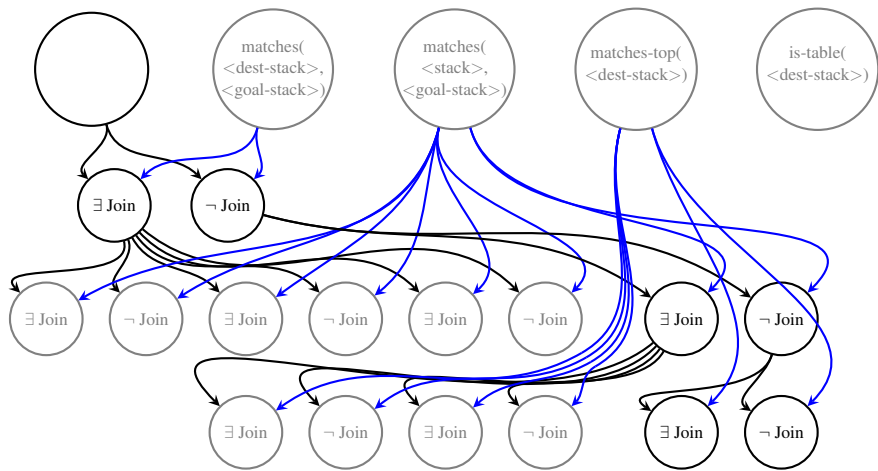 matches(
<dest-stack>,
<goal-stack>)
matches(
<stack>,
<goal-stack>)
matches-top(
<dest-stack>)
is-table(
<dest-stack>)
∃ Join
¬ Join
∃ Join
¬ Join
∃ Join
¬ Join
∃ Join
¬ Join
∃ Join
¬ Join
∃ Join
¬ Join
∃ Join
¬ Join
∃ Join
¬ Join